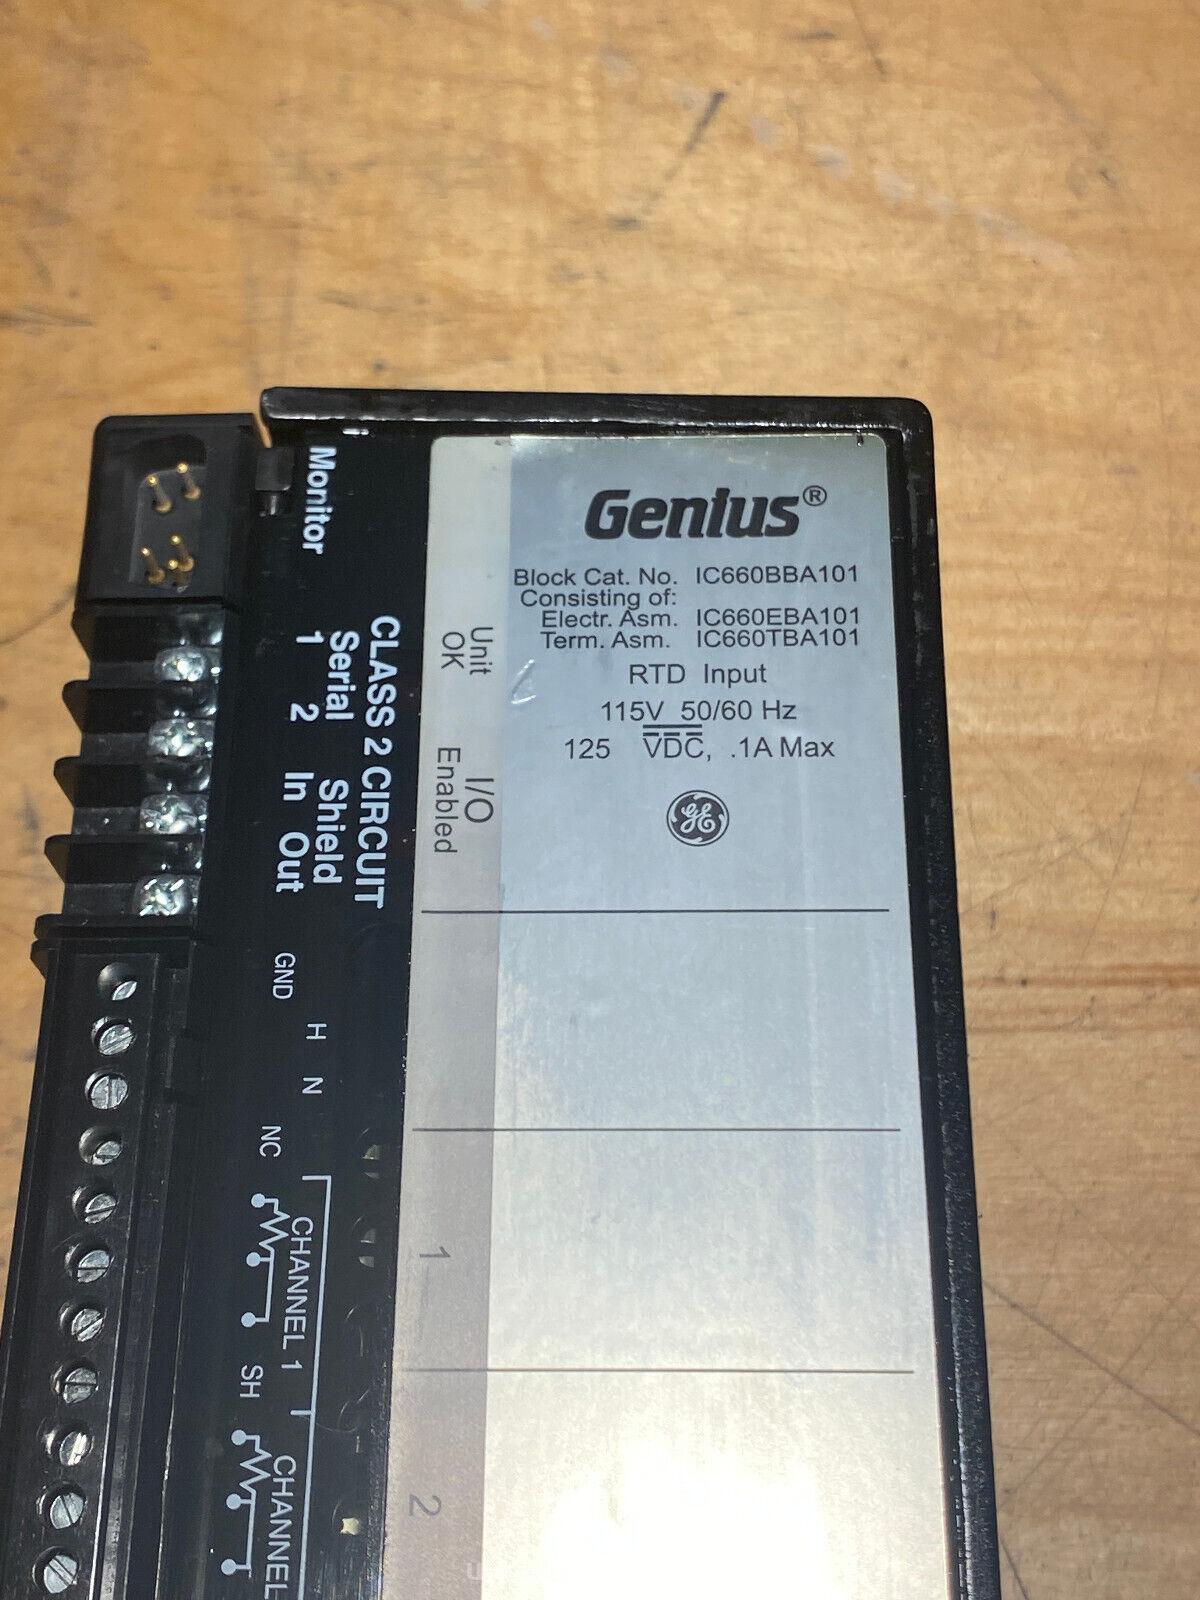 Genius®
Block Cat. No. IC660BBA101
Consisting of:
Electr. Asm. IC660EBA101
Term. Asm. IC660TBA101
RTD Input
115V 50/60 Hz
125 VDC, .1A Max
GE
Unit
OK
I/O
Enabled
1
2
Monitor
CLASS 2 CIRCUIT
Serial Shield
1 2 In Out
GND
H
N
NC
CHANNEL 1
SH
CHANNEL